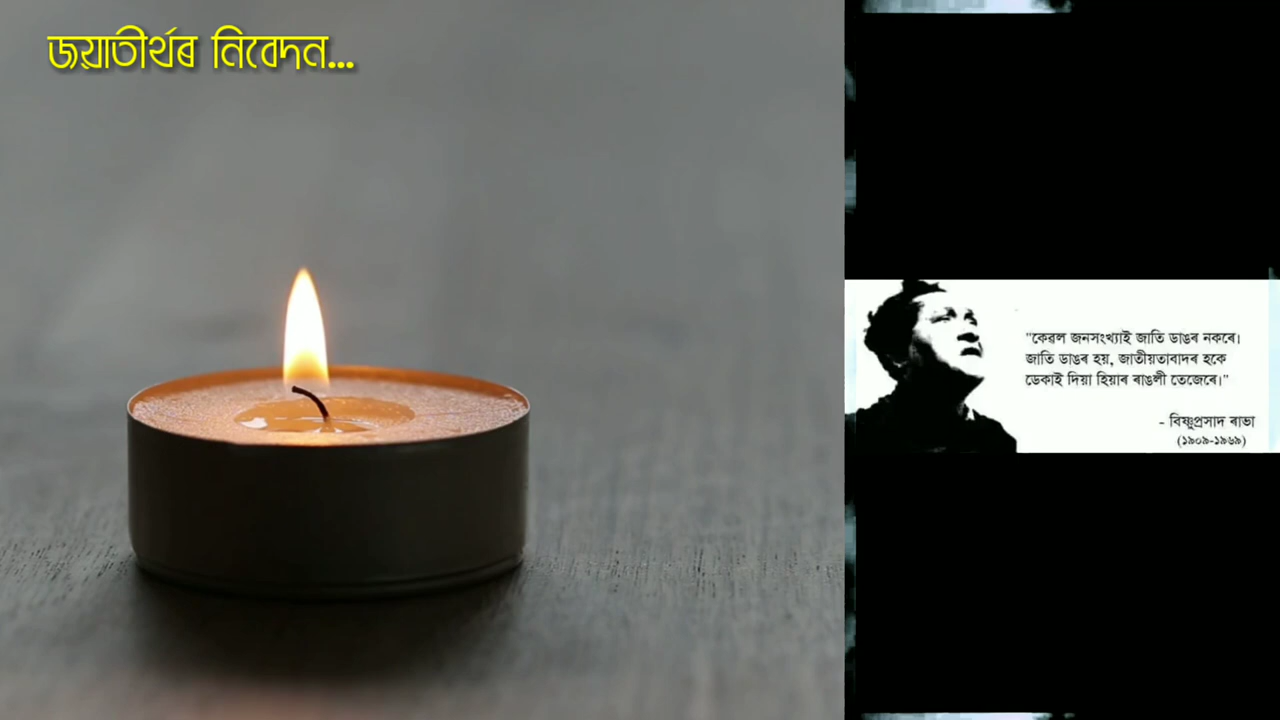 জয়াতীৰ্থৰ নিবেদন...
"কেৱল জনসংখ্যাই জাতি ডাঙৰ নকৰে।
জাতি ডাঙৰ হয়, জাতীয়তাবাদৰ হকে
ডেকাই দিয়া হিয়াৰ ৰাঙলী তেজেৰে।"
- বিষ্ণুপ্ৰসাদ ৰাভা
(১৯০৯-১৯৬৯)